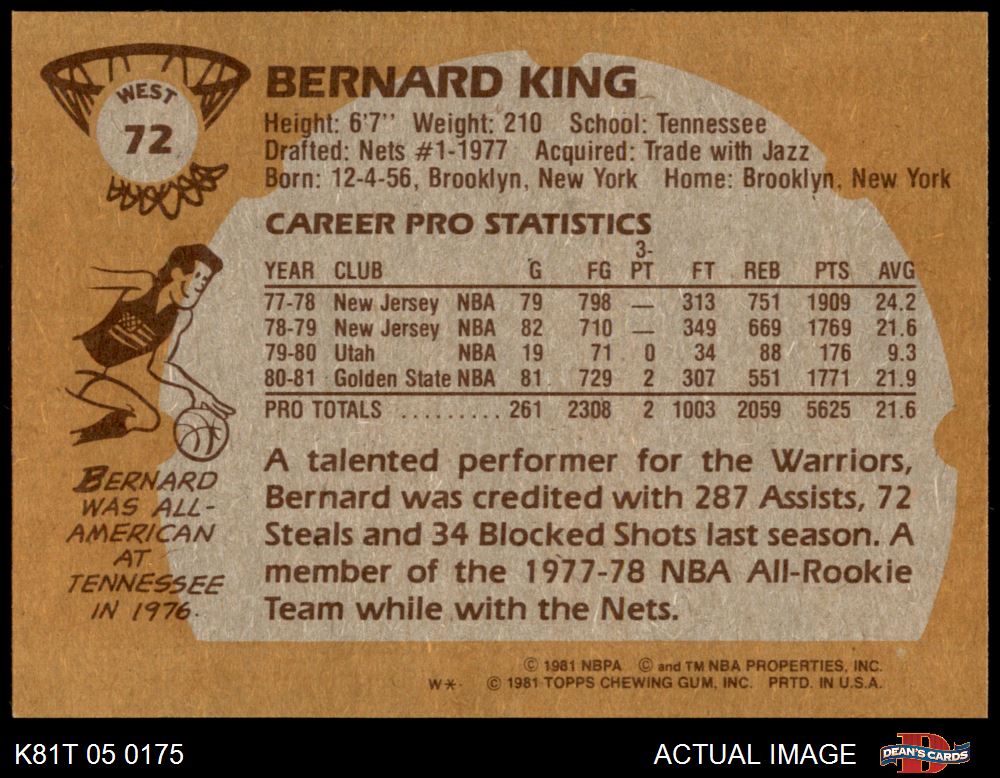 WEST
72
BERNARD KING
Height: 6'7'' Weight: 210 School: Tennessee
Drafted: Nets #1-1977 Acquired: Trade with Jazz
Born: 12-4-56, Brooklyn, New York Home: Brooklyn, New York
CAREER PRO STATISTICS
YEAR CLUB G FG 3-PT FT REB PTS AVG
77-78 New Jersey NBA 79 798 — 313 751 1909 24.2
78-79 New Jersey NBA 82 710 — 349 669 1769 21.6
79-80 Utah NBA 19 71 0 34 88 176 9.3
80-81 Golden State NBA 81 729 2 307 551 1771 21.9
PRO TOTALS ......... 261 2308 2 1003 2059 5625 21.6
BERNARD
WAS ALL-
AMERICAN
AT
TENNESSEE
IN 1976.
A talented performer for the Warriors,
Bernard was credited with 287 Assists, 72
Steals and 34 Blocked Shots last season. A
member of the 1977-78 NBA All-Rookie
Team while with the Nets.
© 1981 NBPA © and TM NBA PROPERTIES, INC.
W* © 1981 TOPPS CHEWING GUM, INC. PRTD. IN U.S.A.
K81T 05 0175
ACTUAL IMAGE
D
DEAN'S CARDS